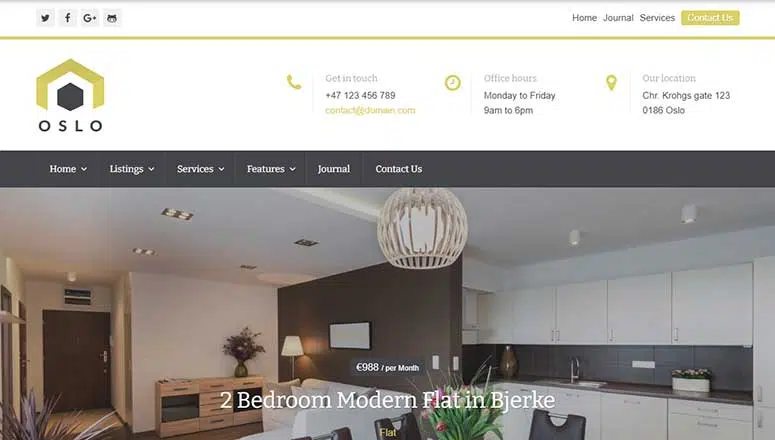 Home Journal Services Contact Us
OSLO
Get in touch
+47 123 456 789
contact@domain.com
Office hours
Monday to Friday
9am to 6pm
Our location
Chr. Krohgs gate 123
0186 Oslo
Home Listings Services Features Journal Contact Us
€988 / per Month
2 Bedroom Modern Flat in Bjerke
Flat